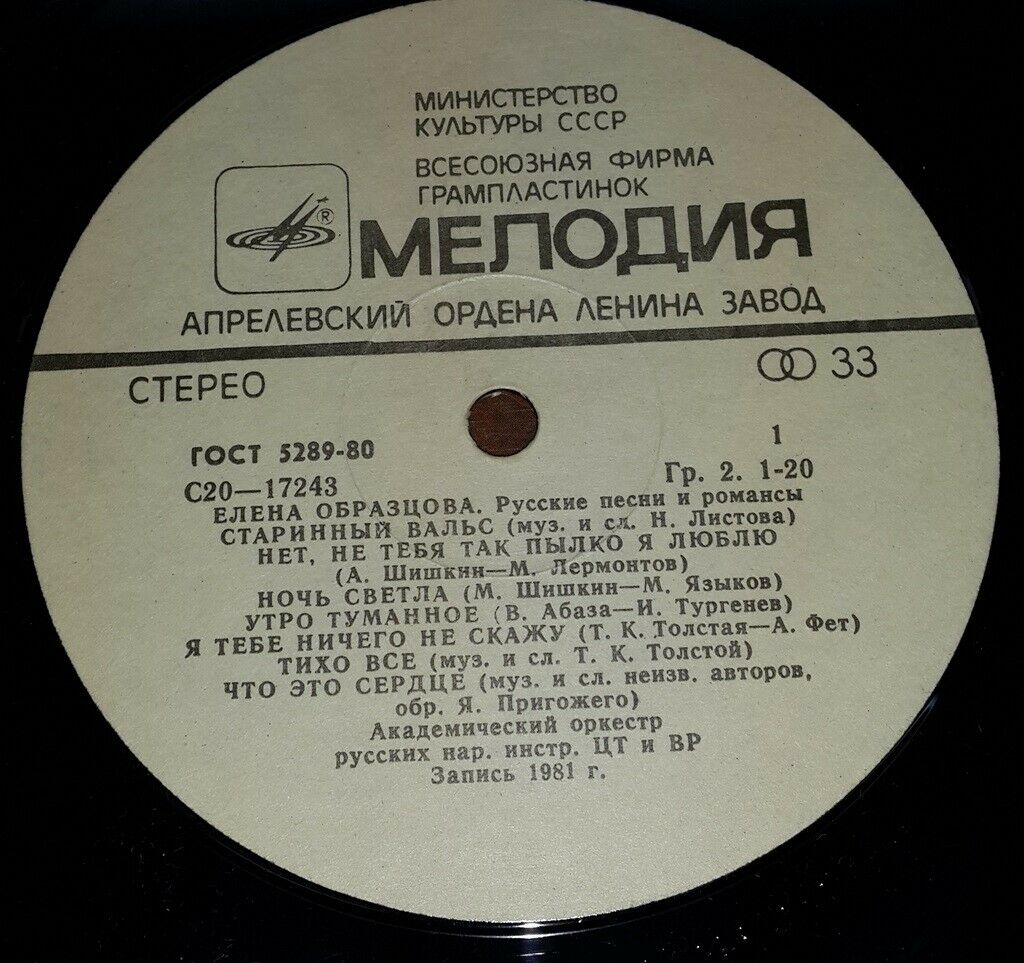 МИНИСТЕРСТВО
КУЛЬТУРЫ СССР
ВСЕСОЮЗНАЯ ФИРМА
ГРАМПЛАСТИНОК
®
МЕЛОДИЯ
АПРЕЛЕВСКИЙ ОРДЕНА ЛЕНИНА ЗАВОД
СТЕРЕО
33
ГОСТ 5289-80
1
С20—17243
Гр. 2. 1-20
ЕЛЕНА ОБРАЗЦОВА. Русские песни и романсы
СТАРИННЫЙ ВАЛЬС (муз. и сл. Н. Листова)
НЕТ, НЕ ТЕБЯ ТАК ПЫЛКО Я ЛЮБЛЮ
(А. Шишкин—М. Лермонтов)
НОЧЬ СВЕТЛА (М. Шишкин—М. Языков)
УТРО ТУМАННОЕ (В. Абаза—И. Тургенев)
Я ТЕБЕ НИЧЕГО НЕ СКАЖУ (Т. К. Толстая—А. Фет)
ТИХО ВСЕ (муз. и сл. Т. К. Толстой)
ЧТО ЭТО СЕРДЦЕ (муз. и сл. неизв. авторов,
обр. Я. Пригожего)
Академический оркестр
русских нар. инстр. ЦТ и ВР
Запись 1981 г.